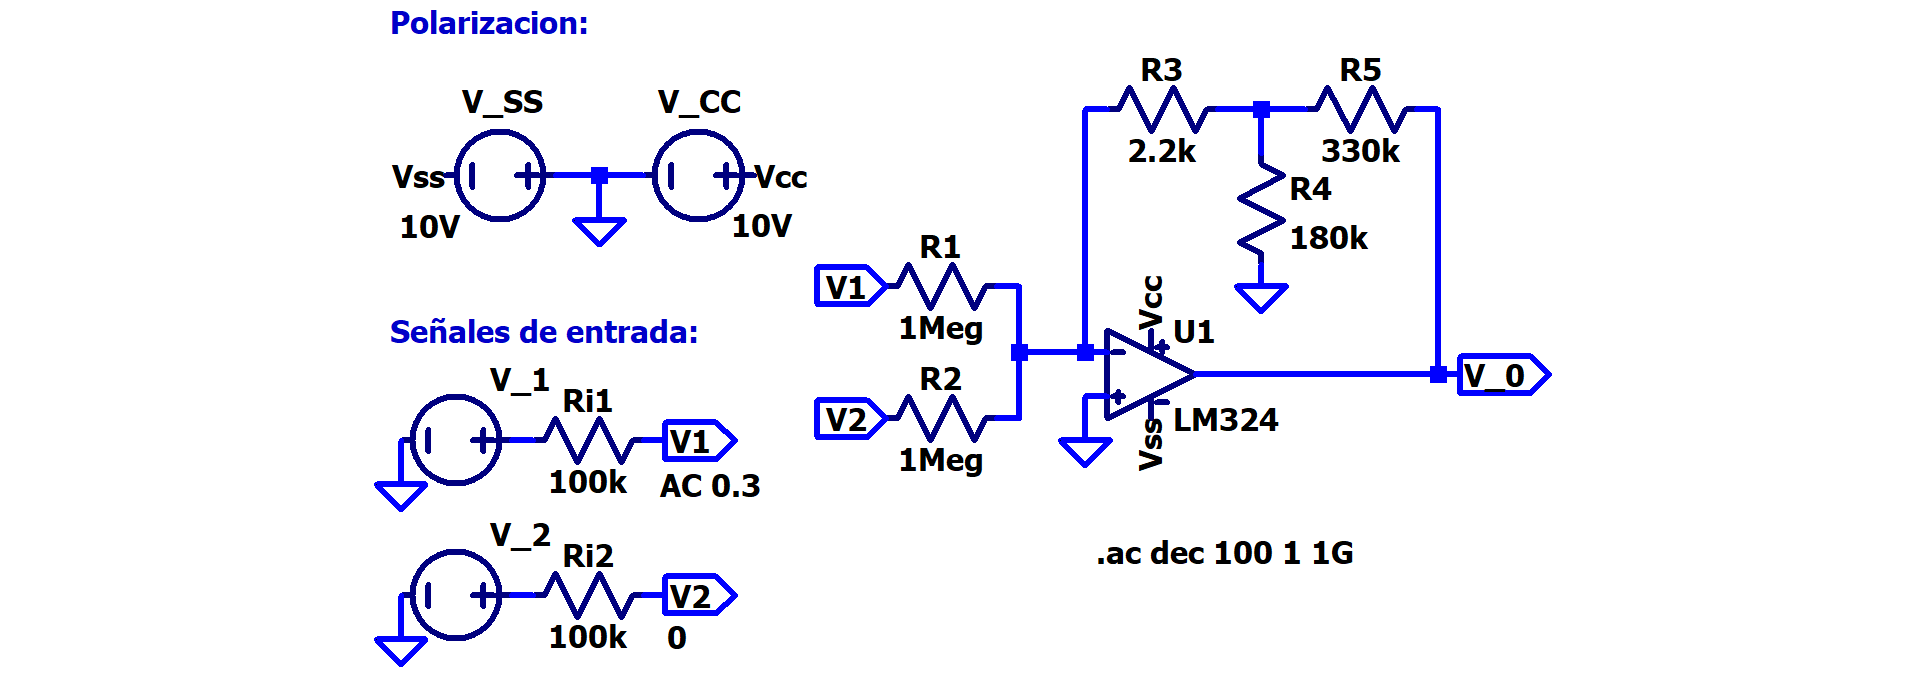 Polarizacion:
V_SS
V_CC
Vss
Vcc
10V
10V
Señales de entrada:
V_1
Ri1
V1
100k
AC 0.3
V_2
Ri2
V2
100k
0
R3
2.2k
R5
330k
R4
180k
R1
V1
1Meg
R2
V2
1Meg
Vcc
U1
Vss
LM324
V_0
.ac dec 100 1 1G